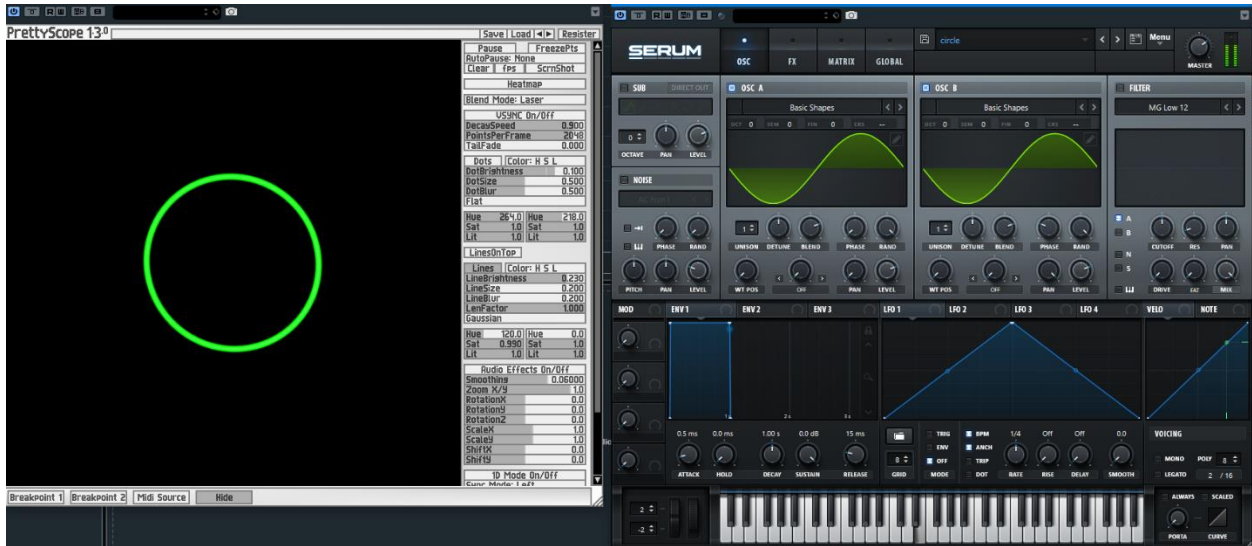 PrettyScope 1.3.0
Save | Load Register
Pause FreezePts
AutoPause: None
Clear fps ScrnShot
Heatmap
Blend Mode: Laser
VSYNC On/Off
DecaySpeed 0.900
PointsPerFrame 2048
TailFade 0.000
Dots Color: H S L
DotBrightness 0.100
DotSize 0.500
DotBlur 0.500
Flat
Hue 264.0 Hue 218.0
Sat 1.0 Sat 1.0
Lit 1.0 Lit 1.0
LinesOnTop
Lines Color: H S L
LineBrightness 0.230
LineSize 0.200
LineBlur 0.200
LenFactor 1.000
Gaussian
Hue 120.0 Hue 0.0
Sat 0.990 Sat 1.0
Lit 1.0 Lit 1.0
Audio Effects On/Off
Smoothing 0.06000
Zoom X/Y 1.0
RotationX 0.0
RotationY 0.0
RotationZ 0.0
ScaleX 1.0
ScaleY 1.0
ShiftX 0.0
ShiftY 0.0
1D Mode On/Off
Sync Mode: Left
Breakpoint 1 Breakpoint 2 Midi Source Hide
SERUM
OSC FX MATRIX GLOBAL
circle
Menu
MASTER
SUB DIRECT OUT
OSC A
OSC B
FILTER
Basic Shapes
Basic Shapes
MG Low 12
OCT 0 SEM 0 FIN 0 CRS --
OCT 0 SEM 0 FIN 0 CRS --
0
OCTAVE PAN LEVEL
NOISE
A
B
N
S
1
1
PHASE RAND
UNISON DETUNE BLEND PHASE RAND
UNISON DETUNE BLEND PHASE RAND
CUTOFF RES PAN
PITCH PAN LEVEL
WT POS OFF PAN LEVEL
WT POS OFF PAN LEVEL
DRIVE FAT MIX
MOD ENV 1 ENV 2 ENV 3 LFO 1 LFO 2 LFO 3 LFO 4 VELO NOTE
0.5 ms 0.0 ms 1.00 s 0.0 dB 15 ms
ATTACK HOLD DECAY SUSTAIN RELEASE
8
GRID
TRIG
ENV
OFF
MODE
BPM
ANCH
TRIP
DOT
1/4 Off Off 0.0
RATE RISE DELAY SMOOTH
VOICING
MONO POLY 8
LEGATO 2 / 16
ALWAYS SCALED
PORTA CURVE
2
-2